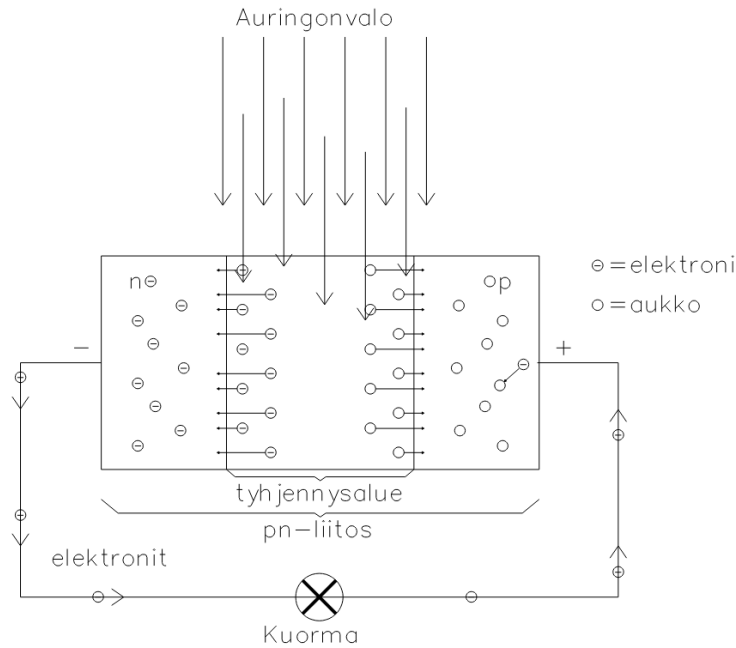 Auringonvalo
n
p
⊖=elektroni
○=aukko
−
+
tyhjennysalue
pn-liitos
elektronit
Kuorma